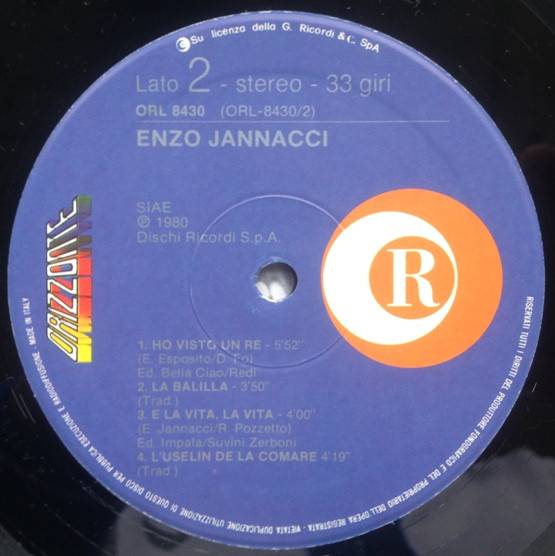 Su licenza della G. Ricordi & C. SpA
Lato 2 - stereo - 33 giri
ORL 8430 (ORL-8430/2)
ENZO JANNACCI
SIAE
℗ 1980
Dischi Ricordi S.p.A.
ORIZZONTE
R
1. HO VISTO UN RE - 5'52"
(E. Esposito/D. Fo)
Ed. Bella Ciao/Redi
2. LA BALILLA - 3'50"
(Trad.)
3. E LA VITA, LA VITA - 4'00"
(E. Jannacci/R. Pozzetto)
Ed. Impala/Suvini Zerboni
4. L'USELIN DE LA COMARE 4'19"
(Trad.)
RISERVATI TUTTI I DIRITTI DEL PRODUTTORE FONOGRAFICO E DEL PROPRIETARIO DELL'OPERA REGISTRATA - VIETATA DUPLICAZIONE UTILIZZAZIONE DI QUESTO DISCO PER PUBBLICA ESECUZIONE E RADIODIFFUSIONE - MADE IN ITALY